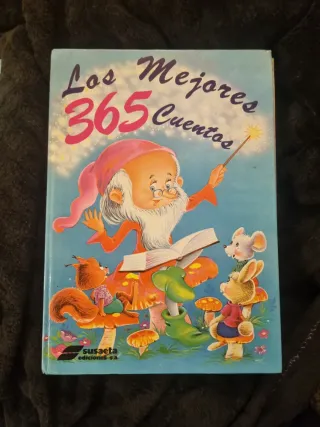 Los Mejores
365 Cuentos
susaeta
ediciones-s.a.